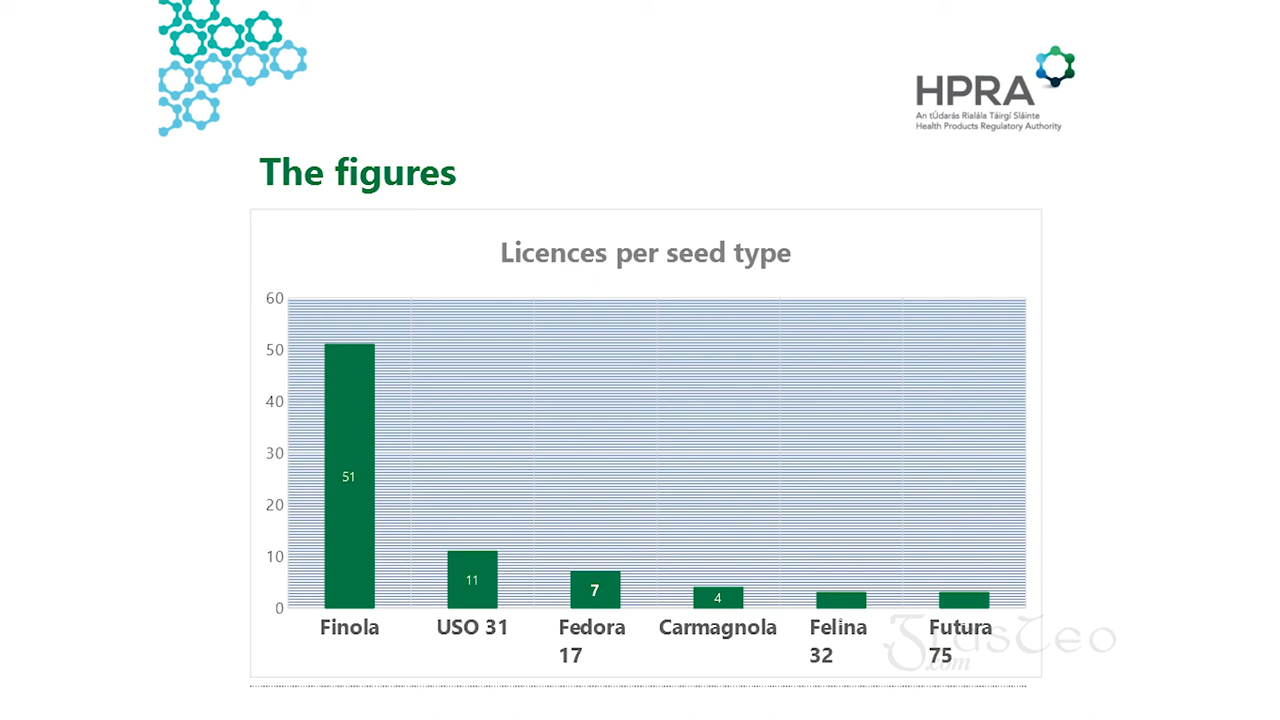 HPRA
An tÚdarás Rialála Táirgí Sláinte
Health Products Regulatory Authority
The figures
Licences per seed type
60
50
40
30
20
10
0
51
11
7
4
Finola
USO 31
Fedora
17
Carmagnola
Felina
32
Futura
75
.com